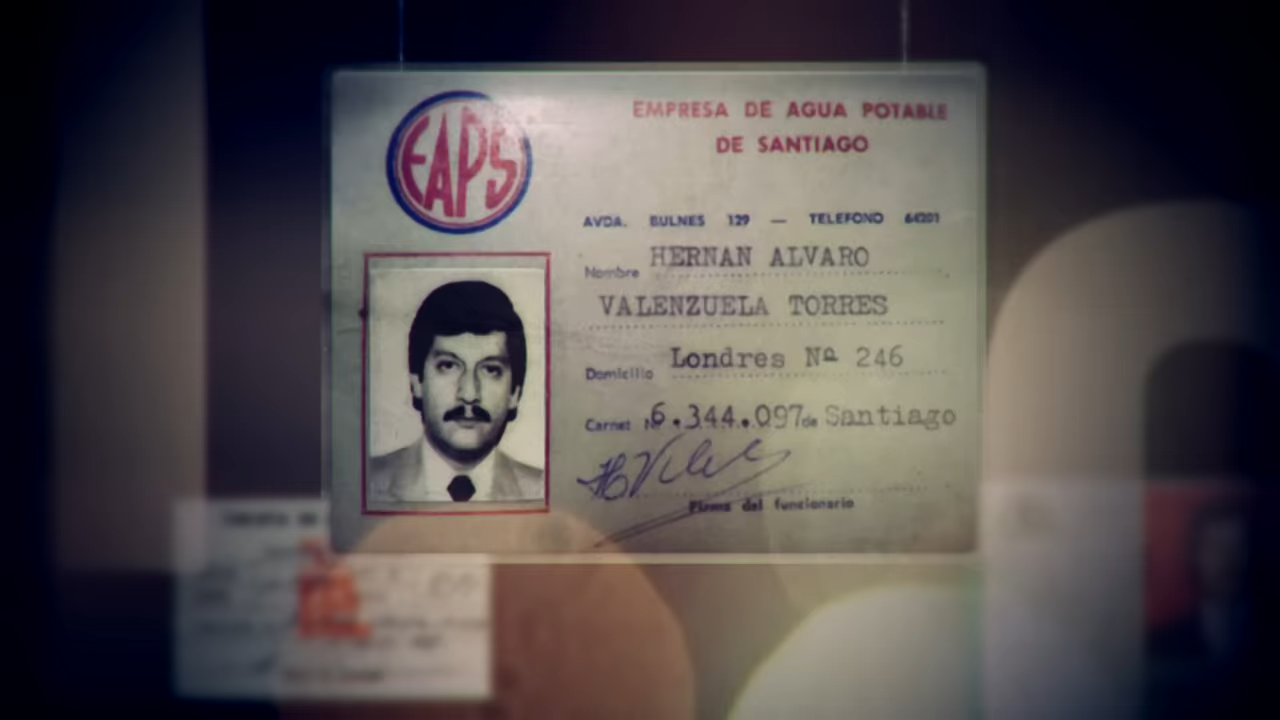 EAPS
EMPRESA DE AGUA POTABLE
DE SANTIAGO
AVDA. BULNES 129 — TELEFONO 64201
Nombre HERNAN ALVARO
VALENZUELA TORRES
Domicilio Londres Nº 246
Carnet Nº 6.344.097 de Santiago
Firma del funcionario